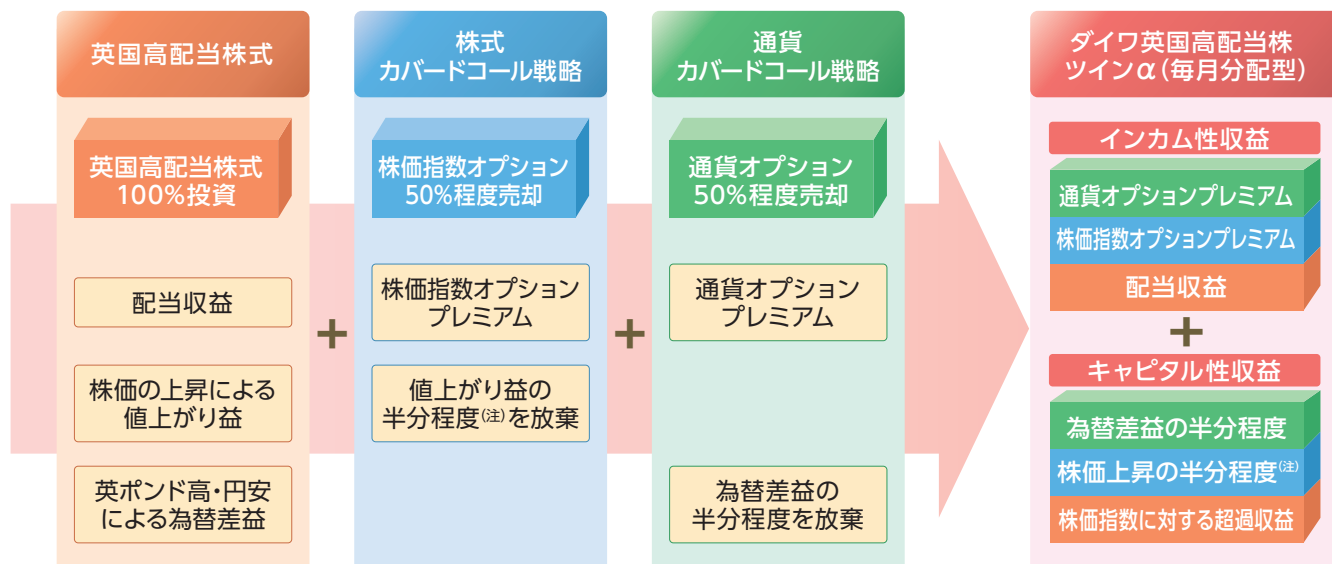 英国高配当株式
英国高配当株式
100%投資
配当収益
株価の上昇による
値上がり益
英ポンド高・円安
による為替差益
+
株式
カバードコール戦略
株価指数オプション
50%程度売却
株価指数オプション
プレミアム
値上がり益の
半分程度(注)を放棄
+
通貨
カバードコール戦略
通貨オプション
50%程度売却
通貨オプション
プレミアム
為替差益の
半分程度を放棄
ダイワ英国高配当株
ツインα(毎月分配型)
インカム性収益
通貨オプションプレミアム
株価指数オプションプレミアム
配当収益
+
キャピタル性収益
為替差益の半分程度
株価上昇の半分程度(注)
株価指数に対する超過収益